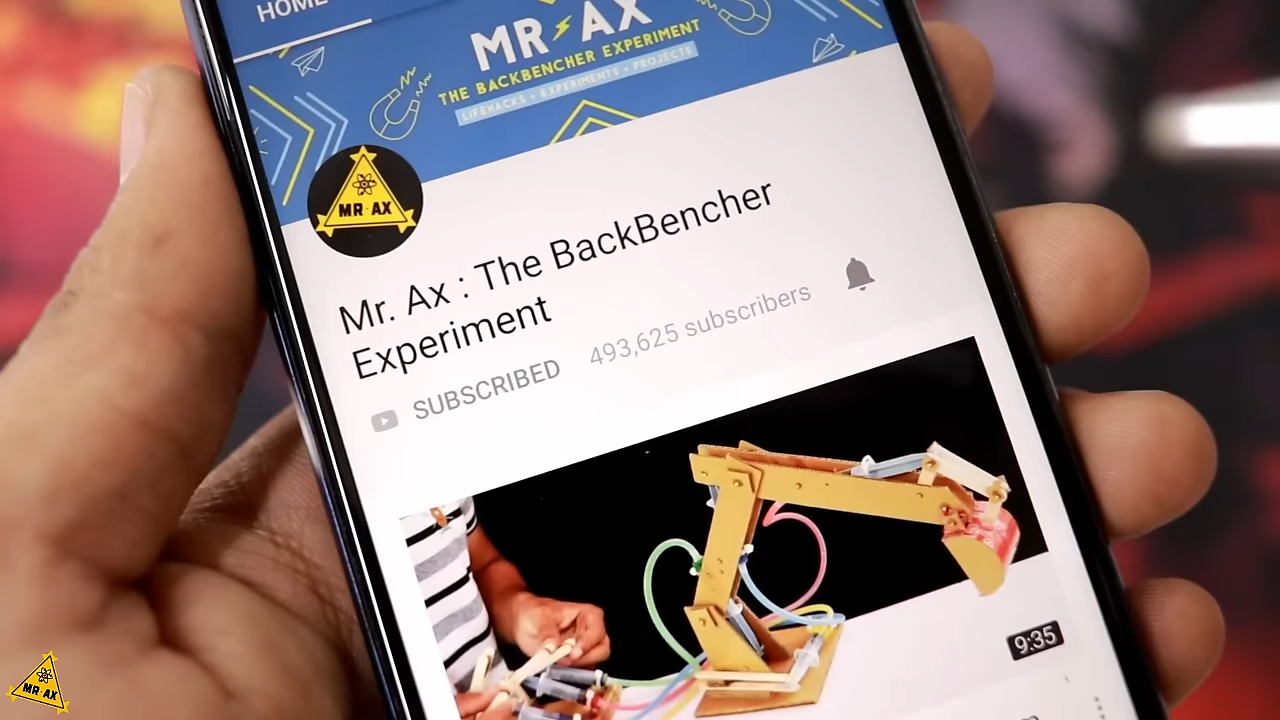 HOME
MR AX
THE BACKBENCHER EXPERIMENT
LIFEHACKS • EXPERIMENTS • PROJECTS
MR AX
Mr. Ax : The BackBencher
Experiment
SUBSCRIBED 493,625 subscribers
9:35
MR AX